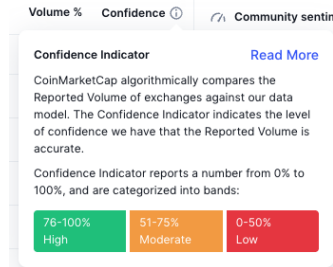 Volume % Confidence Community
Confidence Indicator Read More
CoinMarketCap algorithmically compares the
Reported Volume of exchanges against our data
model. The Confidence Indicator indicates the level
of confidence we have that the Reported Volume is
accurate.
Confidence Indicator reports a number from 0% to
100%, and are categorized into bands:
76-100% 51-75% 0-50%
High Moderate Low